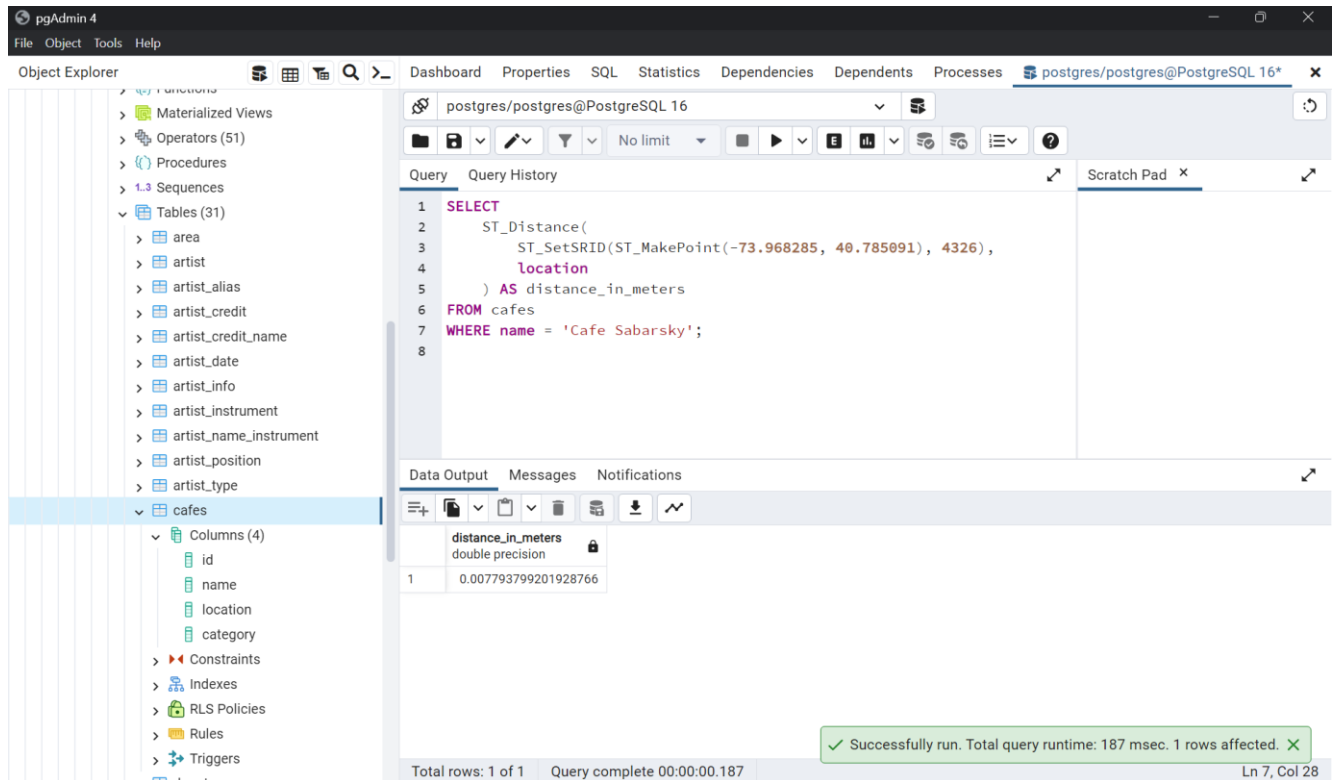 pgAdmin 4
File Object Tools Help
Object Explorer
Dashboard Properties SQL Statistics Dependencies Dependents Processes postgres/postgres@PostgreSQL 16*
Materialized Views
Operators (51)
Procedures
1..3 Sequences
Tables (31)
area
artist
artist_alias
artist_credit
artist_credit_name
artist_date
artist_info
artist_instrument
artist_name_instrument
artist_position
artist_type
cafes
Columns (4)
id
name
location
category
Constraints
Indexes
RLS Policies
Rules
Triggers
postgres/postgres@PostgreSQL 16
No limit
E
Query Query History
Scratch Pad
1 SELECT
2 ST_Distance(
3 ST_SetSRID(ST_MakePoint(-73.968285, 40.785091), 4326),
4 location
5 ) AS distance_in_meters
6 FROM cafes
7 WHERE name = 'Cafe Sabarsky';
8
Data Output Messages Notifications
distance_in_meters
double precision
1 0.007793799201928766
Successfully run. Total query runtime: 187 msec. 1 rows affected.
Total rows: 1 of 1 Query complete 00:00:00.187 Ln 7, Col 28